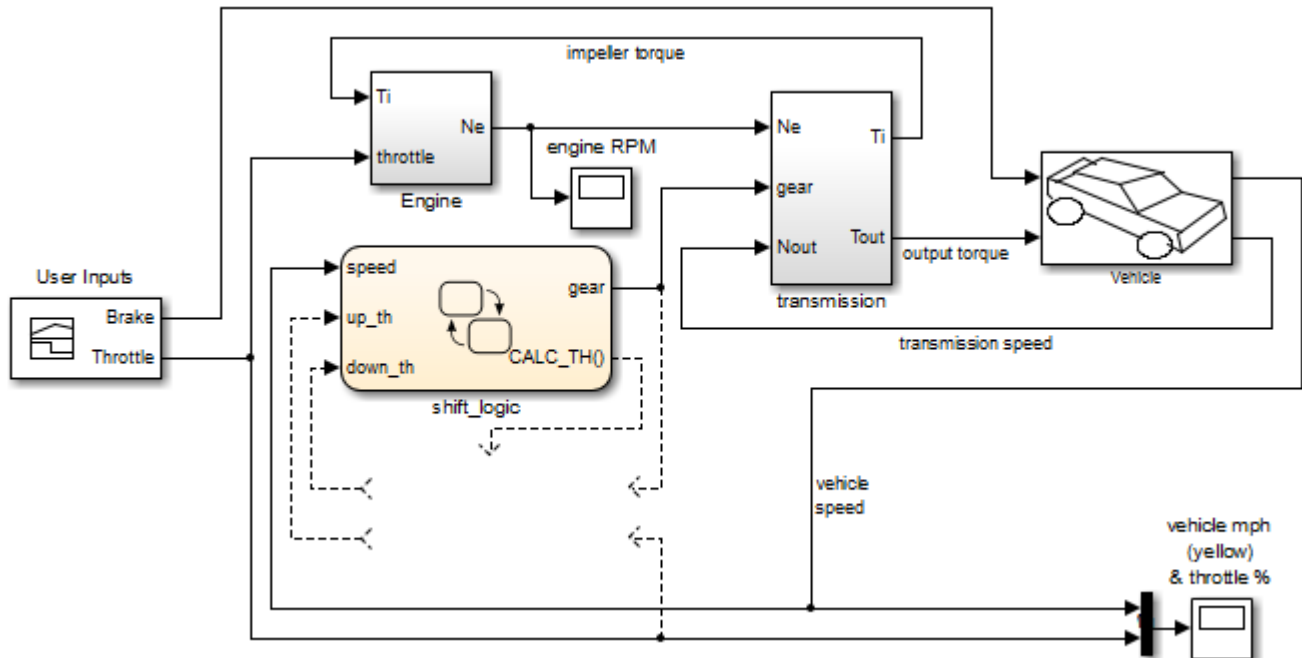 impeller torque
Ti
Ne
throttle
Engine
engine RPM
Ne
Ti
gear
Nout
Tout
transmission
output torque
Vehicle
transmission speed
User Inputs
Brake
Throttle
speed
gear
up_th
down_th
CALC_TH()
shift_logic
vehicle
speed
vehicle mph
(yellow)
& throttle %